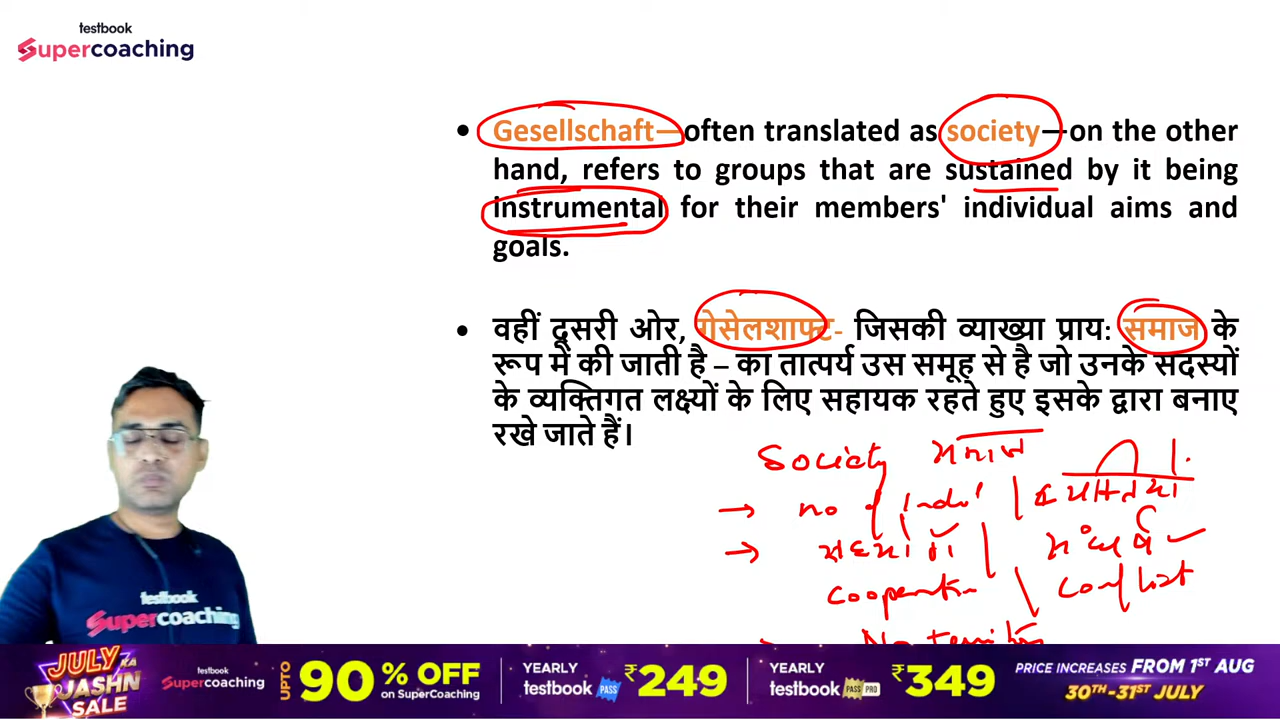 testbook
Supercoaching
• Gesellschaft—often translated as society—on the other
hand, refers to groups that are sustained by it being
instrumental for their members' individual aims and
goals.
• वहीं दूसरी ओर, गेसेलशाफ्ट- जिसकी व्याख्या प्राय: समाज के
रूप में की जाती है – का तात्पर्य उस समूह से है जो उनके सदस्यों
के व्यक्तिगत लक्ष्यों के लिए सहायक रहते हुए इसके द्वारा बनाए
रखे जाते हैं।
Society समाज
→ no of
→ संघर्ष
cooperation | conflict
No
testbook
Supercoaching
JULY KA JASHN SALE
testbook Supercoaching
UPTO 90% OFF on SuperCoaching
YEARLY testbook PASS ₹249
YEARLY testbook PASS PRO ₹349
PRICE INCREASES FROM 1ST AUG
30TH-31ST JULY